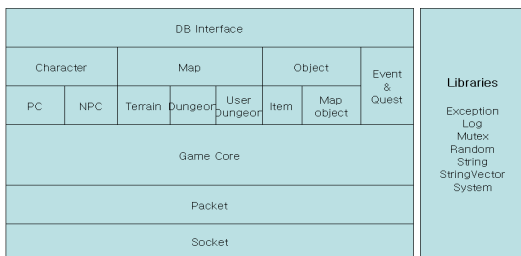 DB Interface
Character
Map
Object
Event
&
Quest
PC
NPC
Terrain
Dungeon
User
Dungeon
Item
Map
object
Game Core
Packet
Socket
Libraries
Exception
Log
Mutex
Random
String
StringVector
System